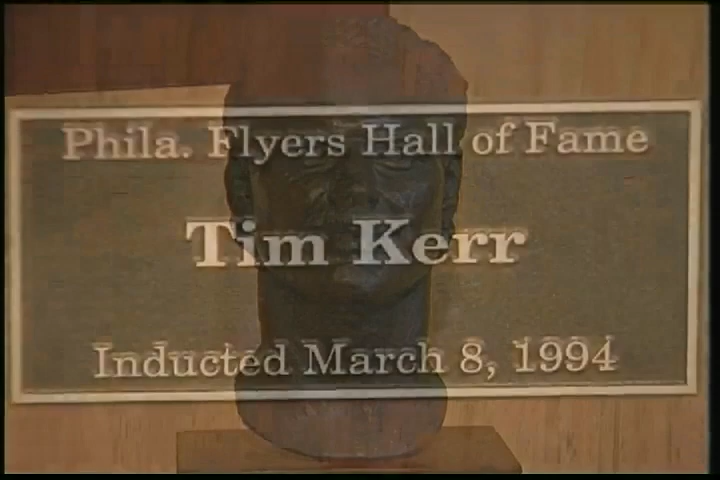 Phila. Flyers Hall of Fame
Tim Kerr
Inducted March 8, 1994